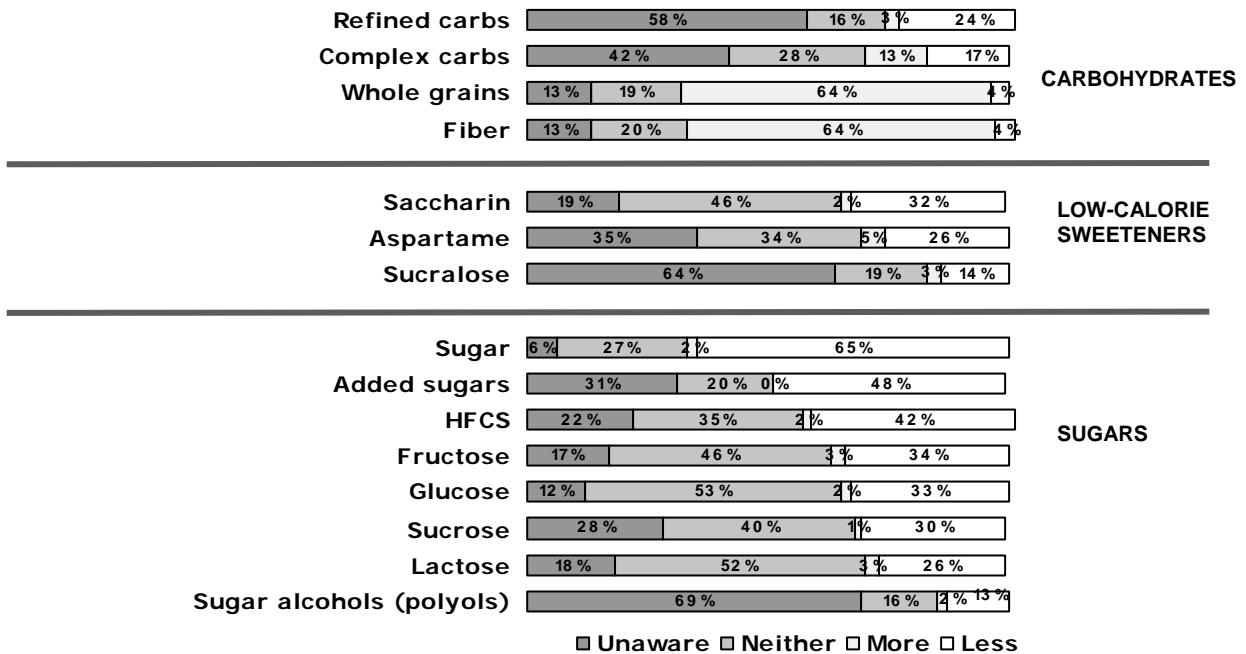 Refined carbs 58% 16% 3% 24%
Complex carbs 42% 28% 13% 17%
CARBOHYDRATES
Whole grains 13% 19% 64% 4%
Fiber 13% 20% 64% 4%
Saccharin 19% 46% 2% 32%
LOW-CALORIE
SWEETENERS
Aspartame 35% 34% 5% 26%
Sucralose 64% 19% 3% 14%
Sugar 6% 27% 2% 65%
Added sugars 31% 20% 0% 48%
HFCS 22% 35% 2% 42%
SUGARS
Fructose 17% 46% 3% 34%
Glucose 12% 53% 2% 33%
Sucrose 28% 40% 1% 30%
Lactose 18% 52% 3% 26%
Sugar alcohols (polyols) 69% 16% 2% 13%
Unaware Neither More Less